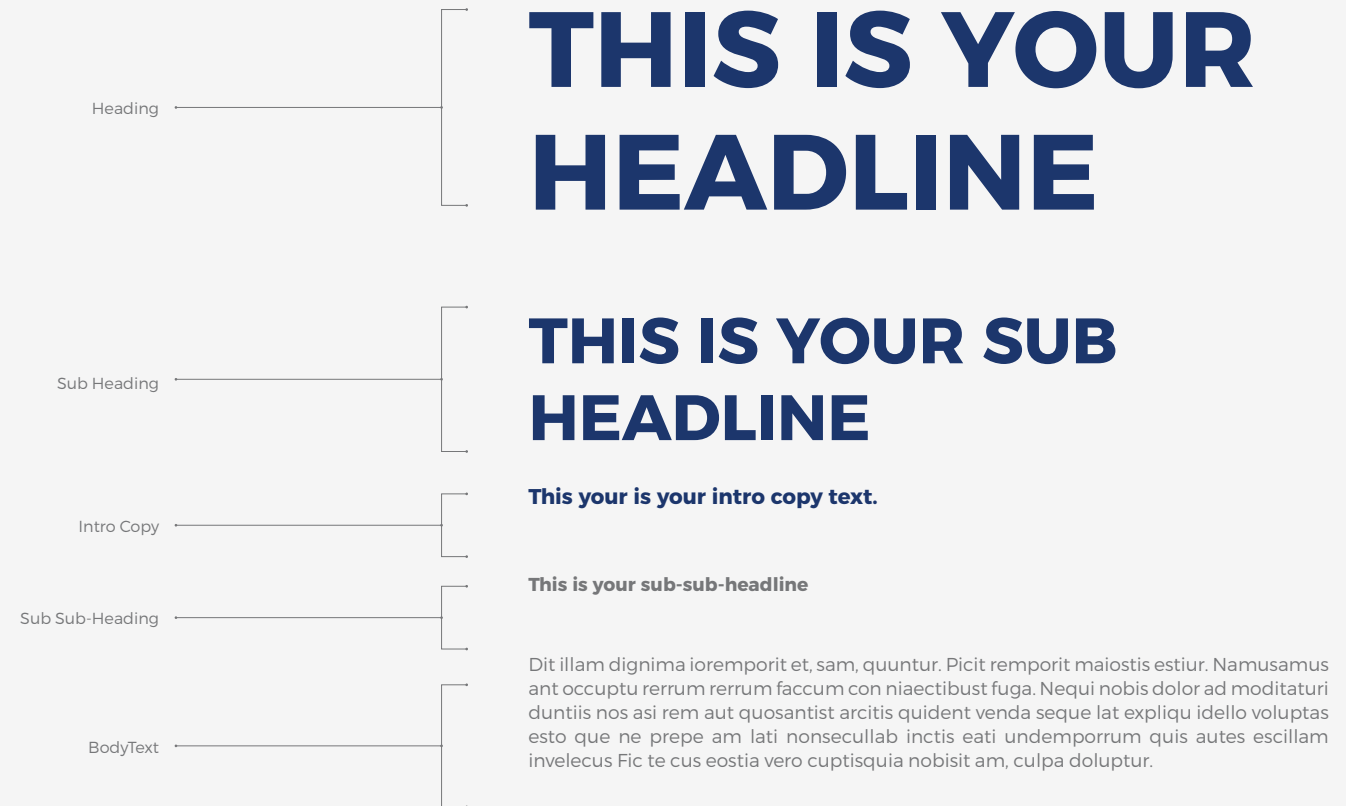 Heading
THIS IS YOUR
HEADLINE
Sub Heading
THIS IS YOUR SUB
HEADLINE
Intro Copy
This your is your intro copy text.
Sub Sub-Heading
This is your sub-sub-headline
BodyText
Dit illam dignima ioremporit et, sam, quuntur. Picit remporit maiostis estiur. Namusamus
ant occuptu rerrum rerrum faccum con niaectibust fuga. Nequi nobis dolor ad moditaturi
duntiis nos asi rem aut quosantist arcitis quident venda seque lat expliqu idello voluptas
esto que ne prepe am lati nonsecullab inctis eati undemporrum quis autes escillam
invelecus Fic te cus eostia vero cuptisquia nobisit am, culpa doluptur.